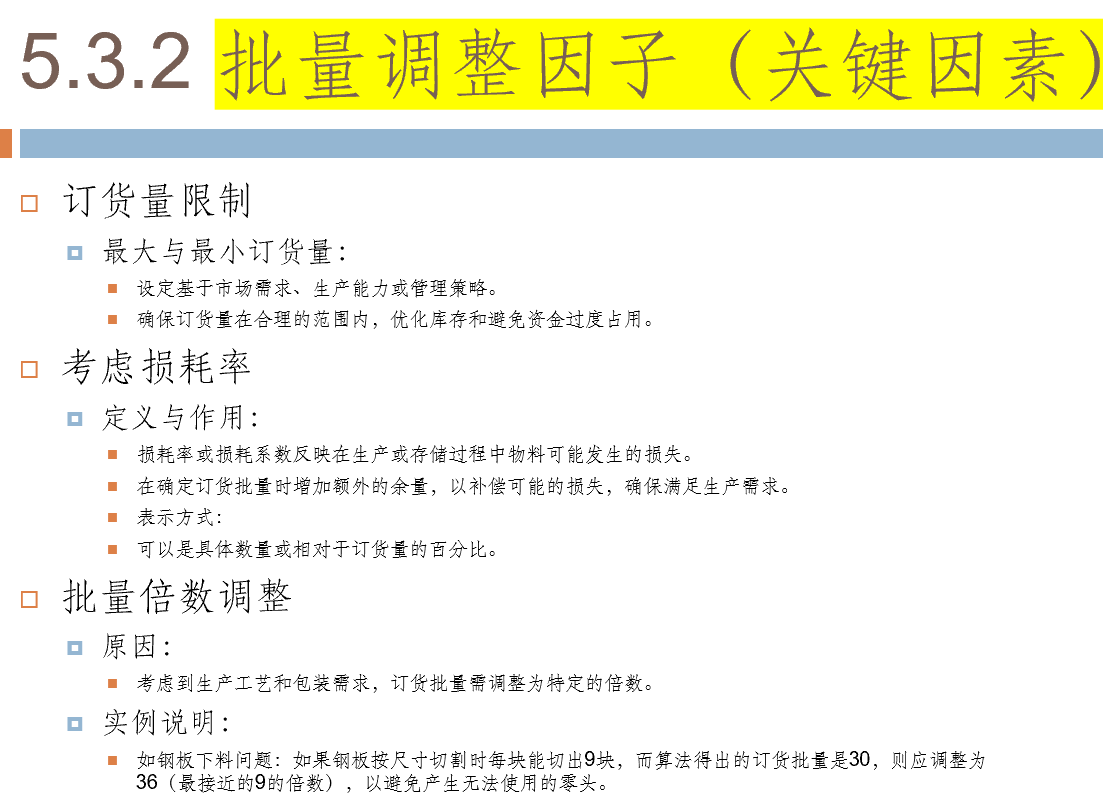 5.3.2 批量调整因子（关键因素）
订货量限制
最大与最小订货量：
设定基于市场需求、生产能力或管理策略。
确保订货量在合理的范围内，优化库存和避免资金过度占用。
考虑损耗率
定义与作用：
损耗率或损耗系数反映在生产或存储过程中物料可能发生的损失。
在确定订货批量时增加额外的余量，以补偿可能的损失，确保满足生产需求。
表示方式：
可以是具体数量或相对于订货量的百分比。
批量倍数调整
原因：
考虑到生产工艺和包装需求，订货批量需调整为特定的倍数。
实例说明：
如钢板下料问题：如果钢板按尺寸切割时每块能切出9块，而算法得出的订货批量是30，则应调整为
36（最接近的9的倍数），以避免产生无法使用的零头。